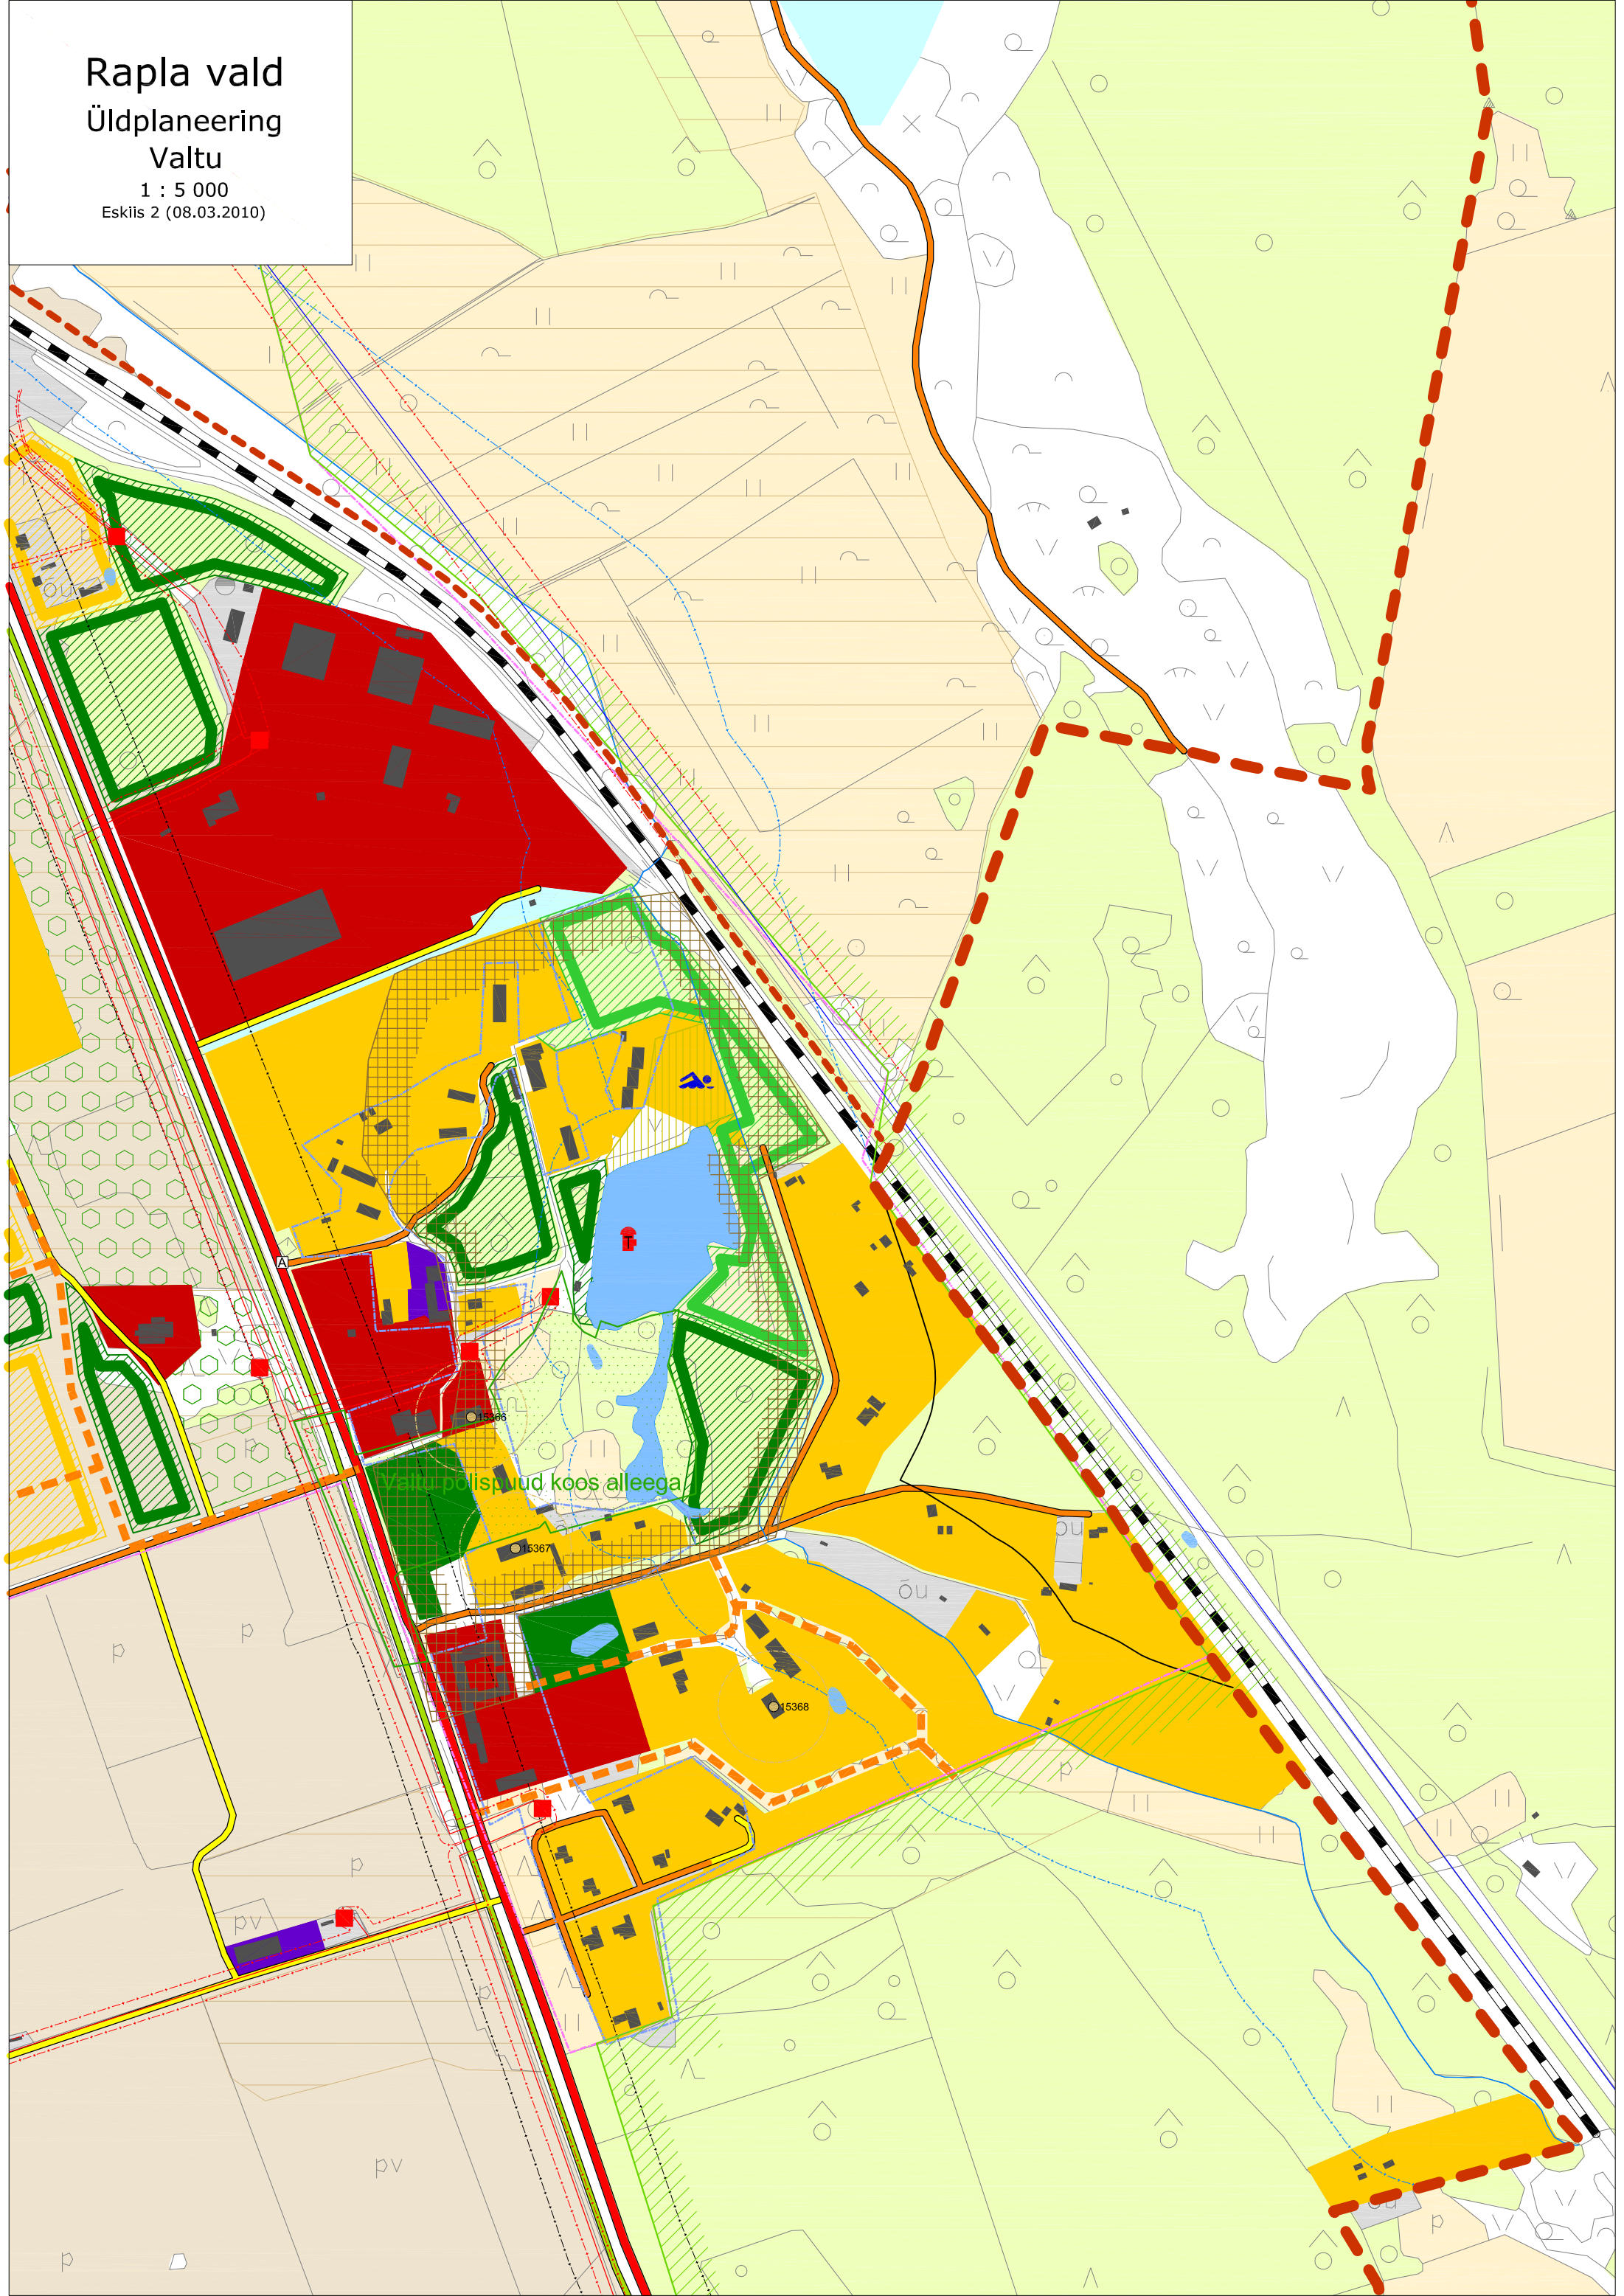 Rapla vald
Üldplaneering
Valtu
1 : 5 000
Eskiis 2 (08.03.2010)
õu
A
T
15366
Valtu põlispuud koos alleega
p
15367
õu
õu
p
p
15368
p
p
pv
p
pv
õu
p
p